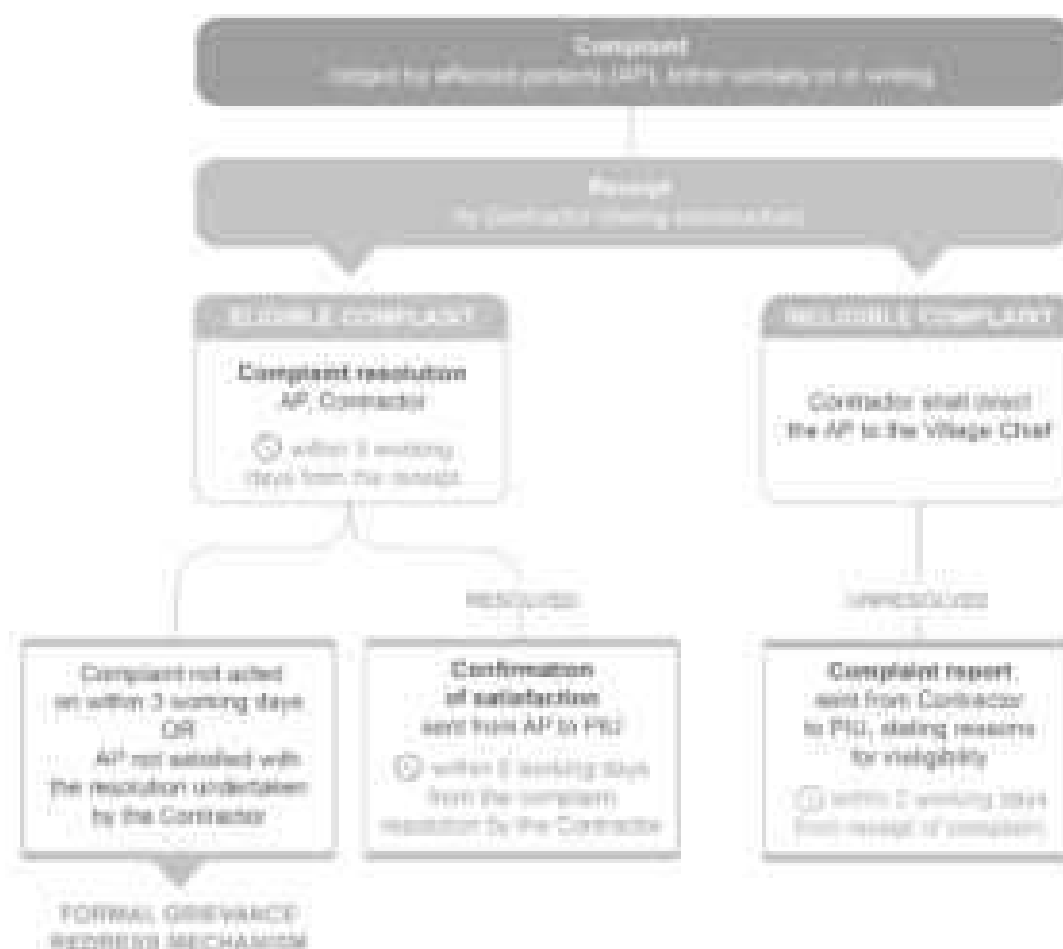 Complaint
lodged by affected persons (AP), either verbally or in writing
Receipt
by Contractor (during construction)
ELIGIBLE COMPLAINT
Complaint resolution
AP, Contractor
within working
days from the receipt
INELIGIBLE COMPLAINT
Contractor shall direct
the AP to the Village Chief
Complaint not acted
on within 3 working days
OR
AP not satisfied with
the resolution undertaken
by the Contractor
FORMAL GRIEVANCE
REDRESS MECHANISM
RESOLVED
Confirmation
of satisfaction
sent from AP to PIU
within working days
from the complaint
resolution by the Contractor
UNRESOLVED
Complaint report
sent from Contractor
to PIU, stating reasons
for ineligibility
within 2 working days
from receipt of complaint